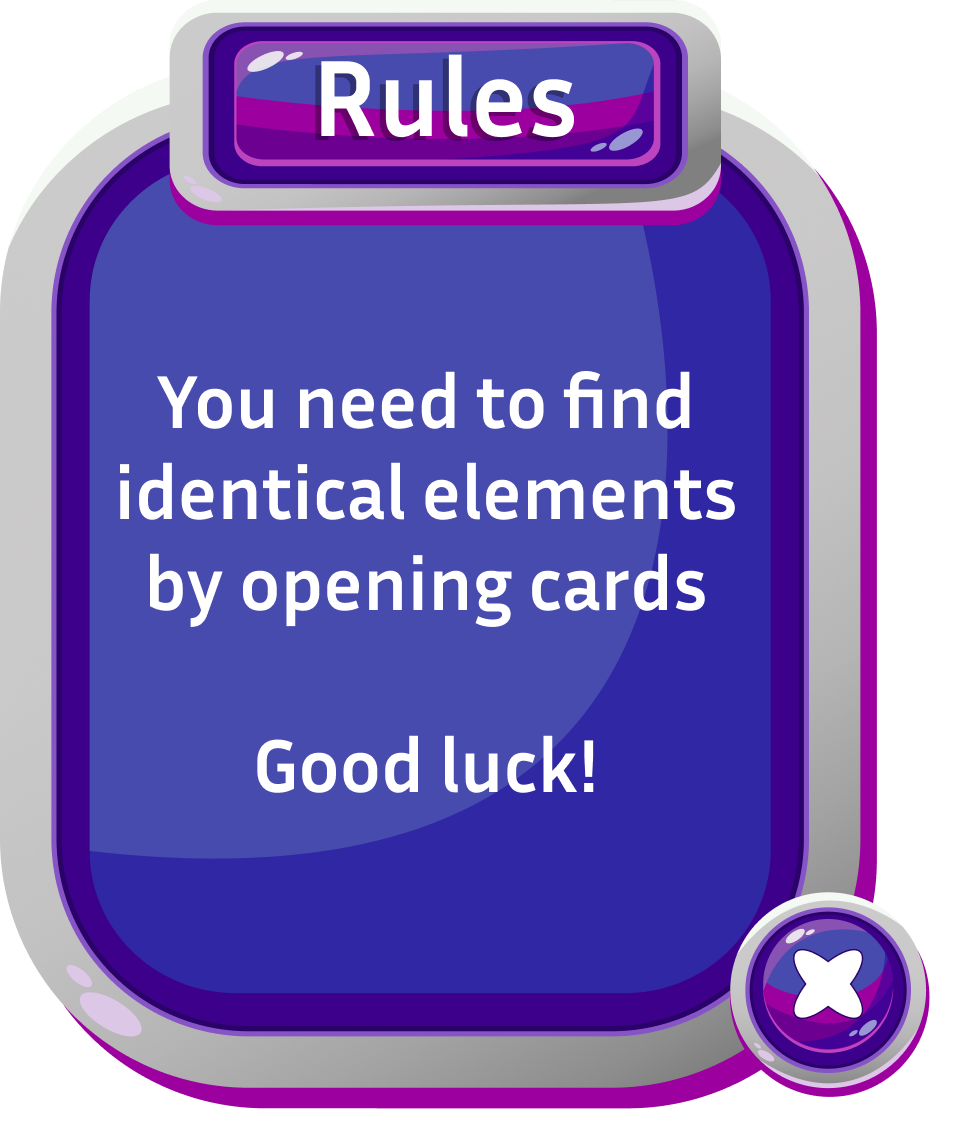 Rules
You need to find
identical elements
by opening cards
Good luck!